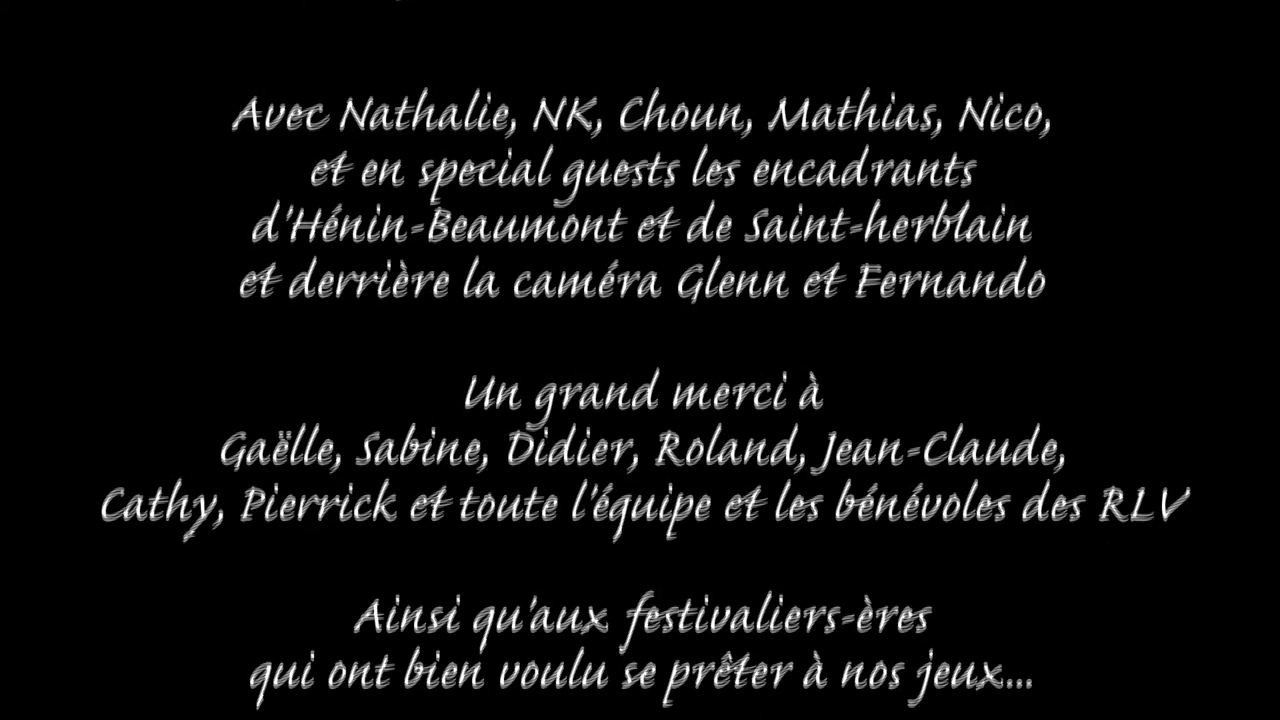 Avec Nathalie, NK, Choun, Mathias, Nico,
et en special guests les encadrants
d'Hénin-Beaumont et de Saint-herblain
et derrière la caméra Glenn et Fernando
Un grand merci à
Gaëlle, Sabine, Didier, Roland, Jean-Claude,
Cathy, Pierrick et toute l'équipe et les bénévoles des RLV
Ainsi qu'aux festivaliers-ères
qui ont bien voulu se prêter à nos jeux...